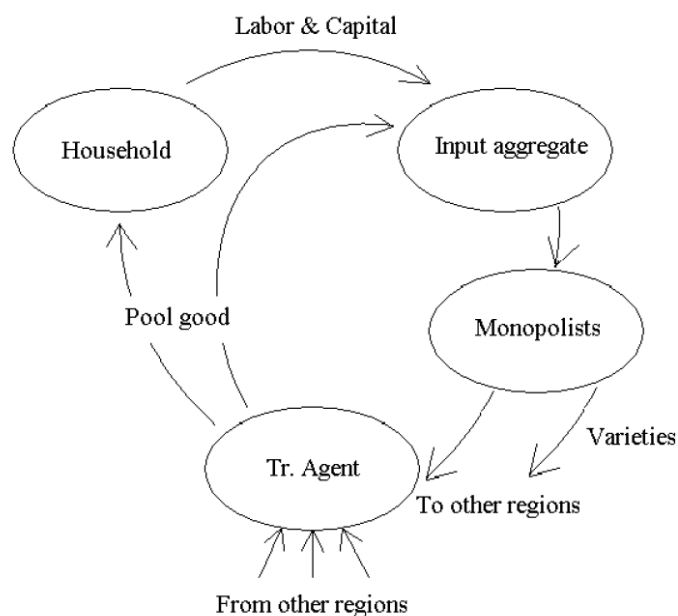 Labor & Capital
Household
Input aggregate
Pool good
Monopolists
Varieties
Tr. Agent
To other regions
From other regions